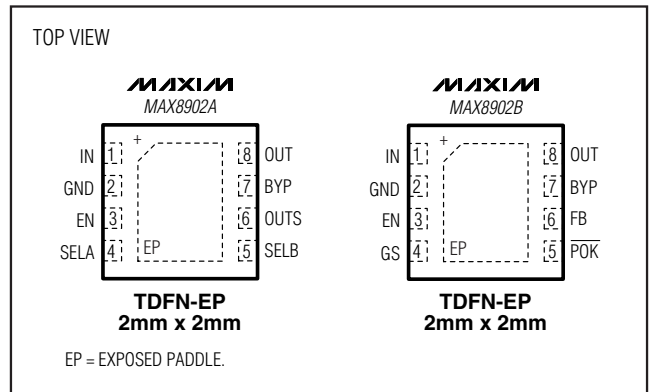 TOP VIEW
MAXIM
MAX8902A
+
IN 1 8 OUT
GND 2 7 BYP
EN 3 6 OUTS
SELA 4 EP 5 SELB
TDFN-EP
2mm x 2mm
MAXIM
MAX8902B
+
IN 1 8 OUT
GND 2 7 BYP
EN 3 6 FB
GS 4 EP 5 POK
TDFN-EP
2mm x 2mm
EP = EXPOSED PADDLE.